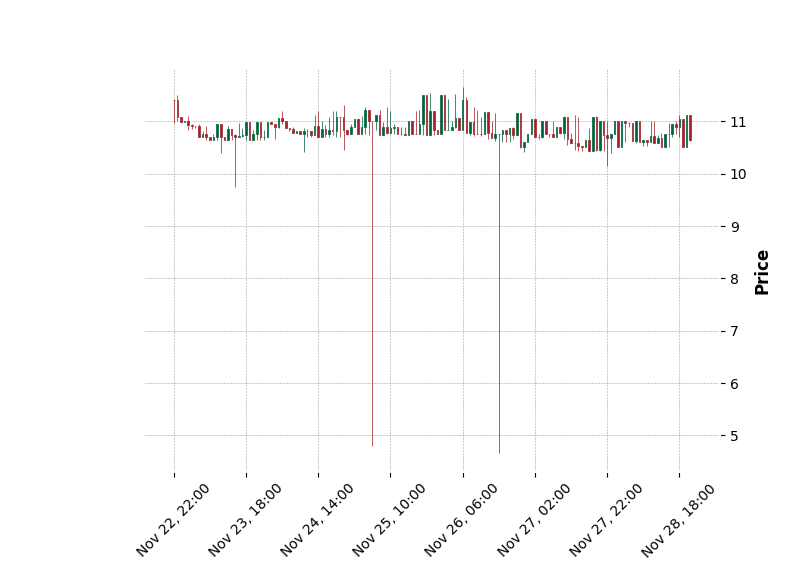 11
10
9
8
7
6
5
Price
Nov 22, 22:00
Nov 23, 18:00
Nov 24, 14:00
Nov 25, 10:00
Nov 26, 06:00
Nov 27, 02:00
Nov 27, 22:00
Nov 28, 18:00